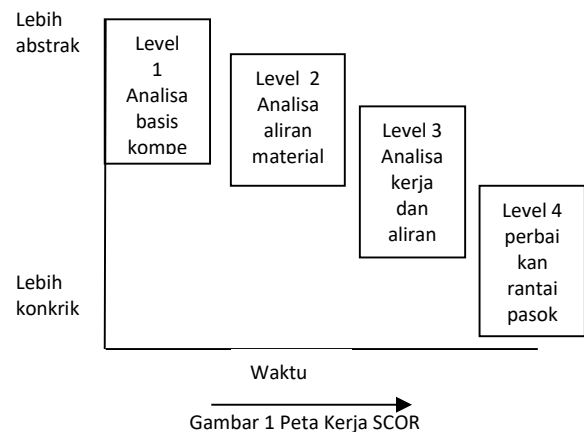 Lebih
abstrak
Level
1
Analisa
basis
kompe
Level 2
Analisa
aliran
material
Level 3
Analisa
kerja
dan
aliran
Level 4
perbai
kan
rantai
pasok
Lebih
konkrik
Waktu
Gambar 1 Peta Kerja SCOR